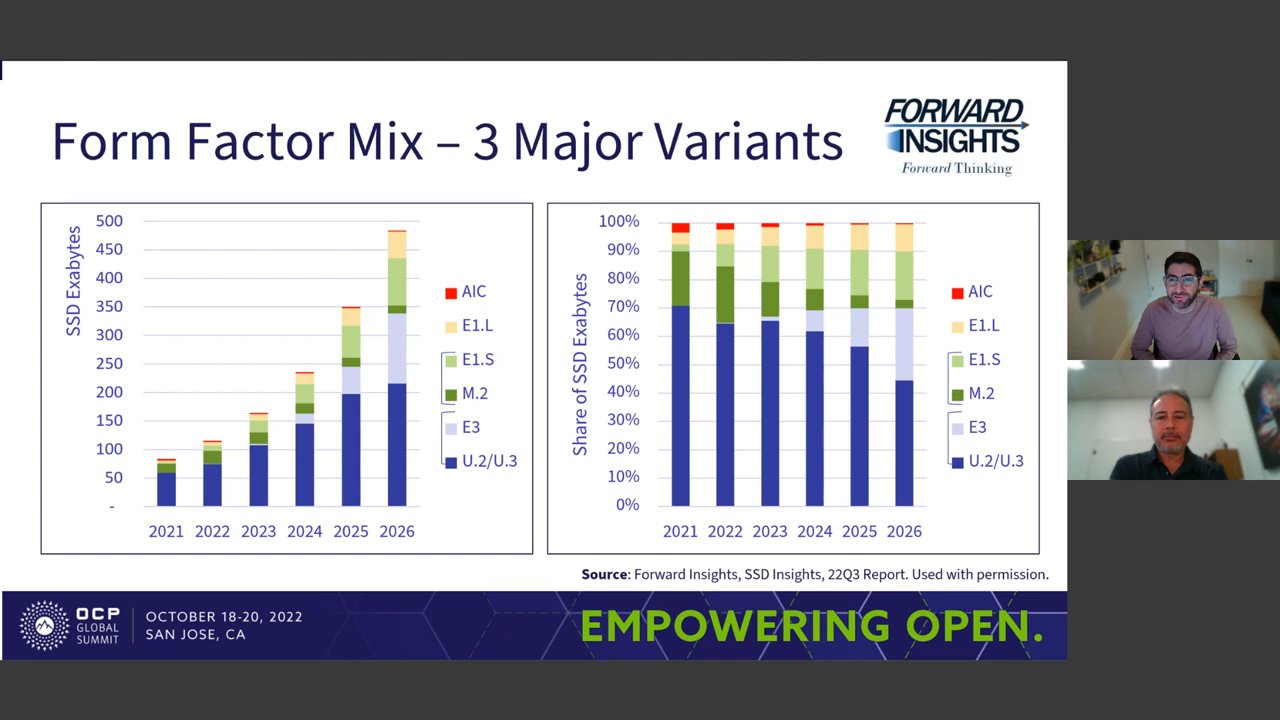 Form Factor Mix – 3 Major Variants
FORWARD
INSIGHTS
Forward Thinking
SSD Exabytes
500
450
400
350
300
250
200
150
100
50
-
2021 2022 2023 2024 2025 2026
AIC
E1.L
E1.S
M.2
E3
U.2/U.3
Share of SSD Exabytes
100%
90%
80%
70%
60%
50%
40%
30%
20%
10%
0%
2021 2022 2023 2024 2025 2026
AIC
E1.L
E1.S
M.2
E3
U.2/U.3
Source: Forward Insights, SSD Insights, 22Q3 Report. Used with permission.
OCP
GLOBAL
SUMMIT
OCTOBER 18-20, 2022
SAN JOSE, CA
EMPOWERING OPEN.